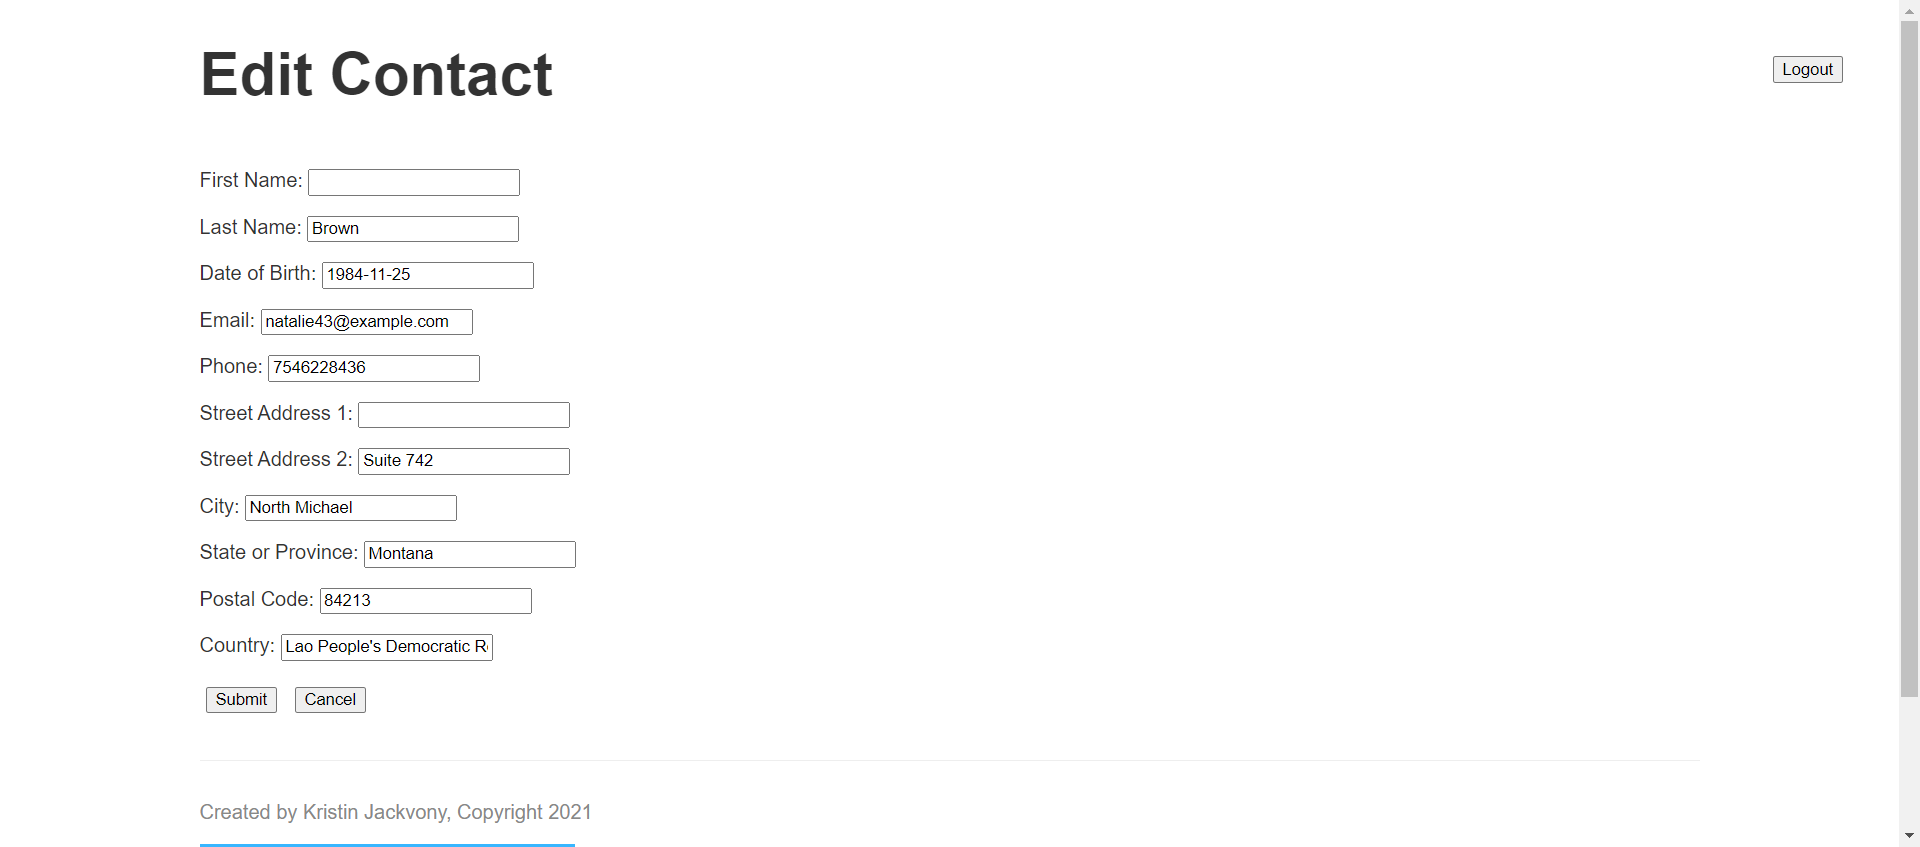 Edit Contact
Logout
First Name:
Last Name: Brown
Date of Birth: 1984-11-25
Email: natalie43@example.com
Phone: 7546228436
Street Address 1:
Street Address 2: Suite 742
City: North Michael
State or Province: Montana
Postal Code: 84213
Country: Lao People's Democratic R
Submit Cancel
Created by Kristin Jackvony, Copyright 2021